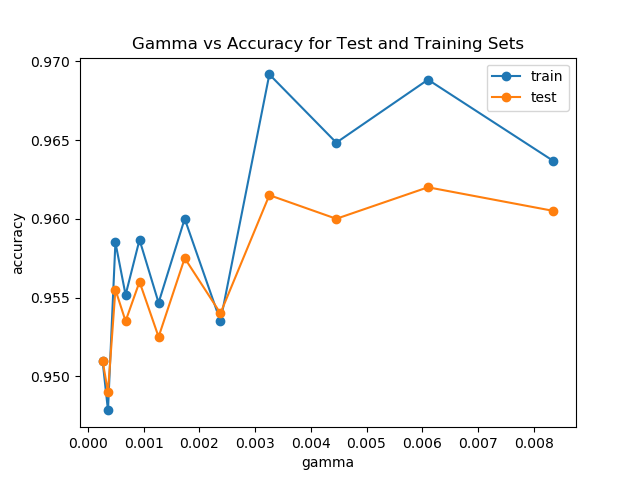 Gamma vs Accuracy for Test and Training Sets
0.970
0.965
0.960
0.955
0.950
accuracy
train
test
0.000 0.001 0.002 0.003 0.004 0.005 0.006 0.007 0.008
gamma